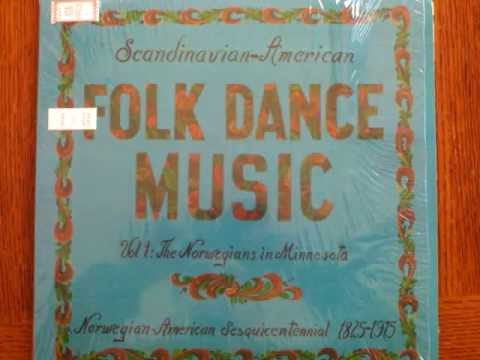 Scandinavian-American
FOLK DANCE
MUSIC
Vol 1: The Norwegians in Minnesota
Norwegian-American Sesquicentennial 1825-1975